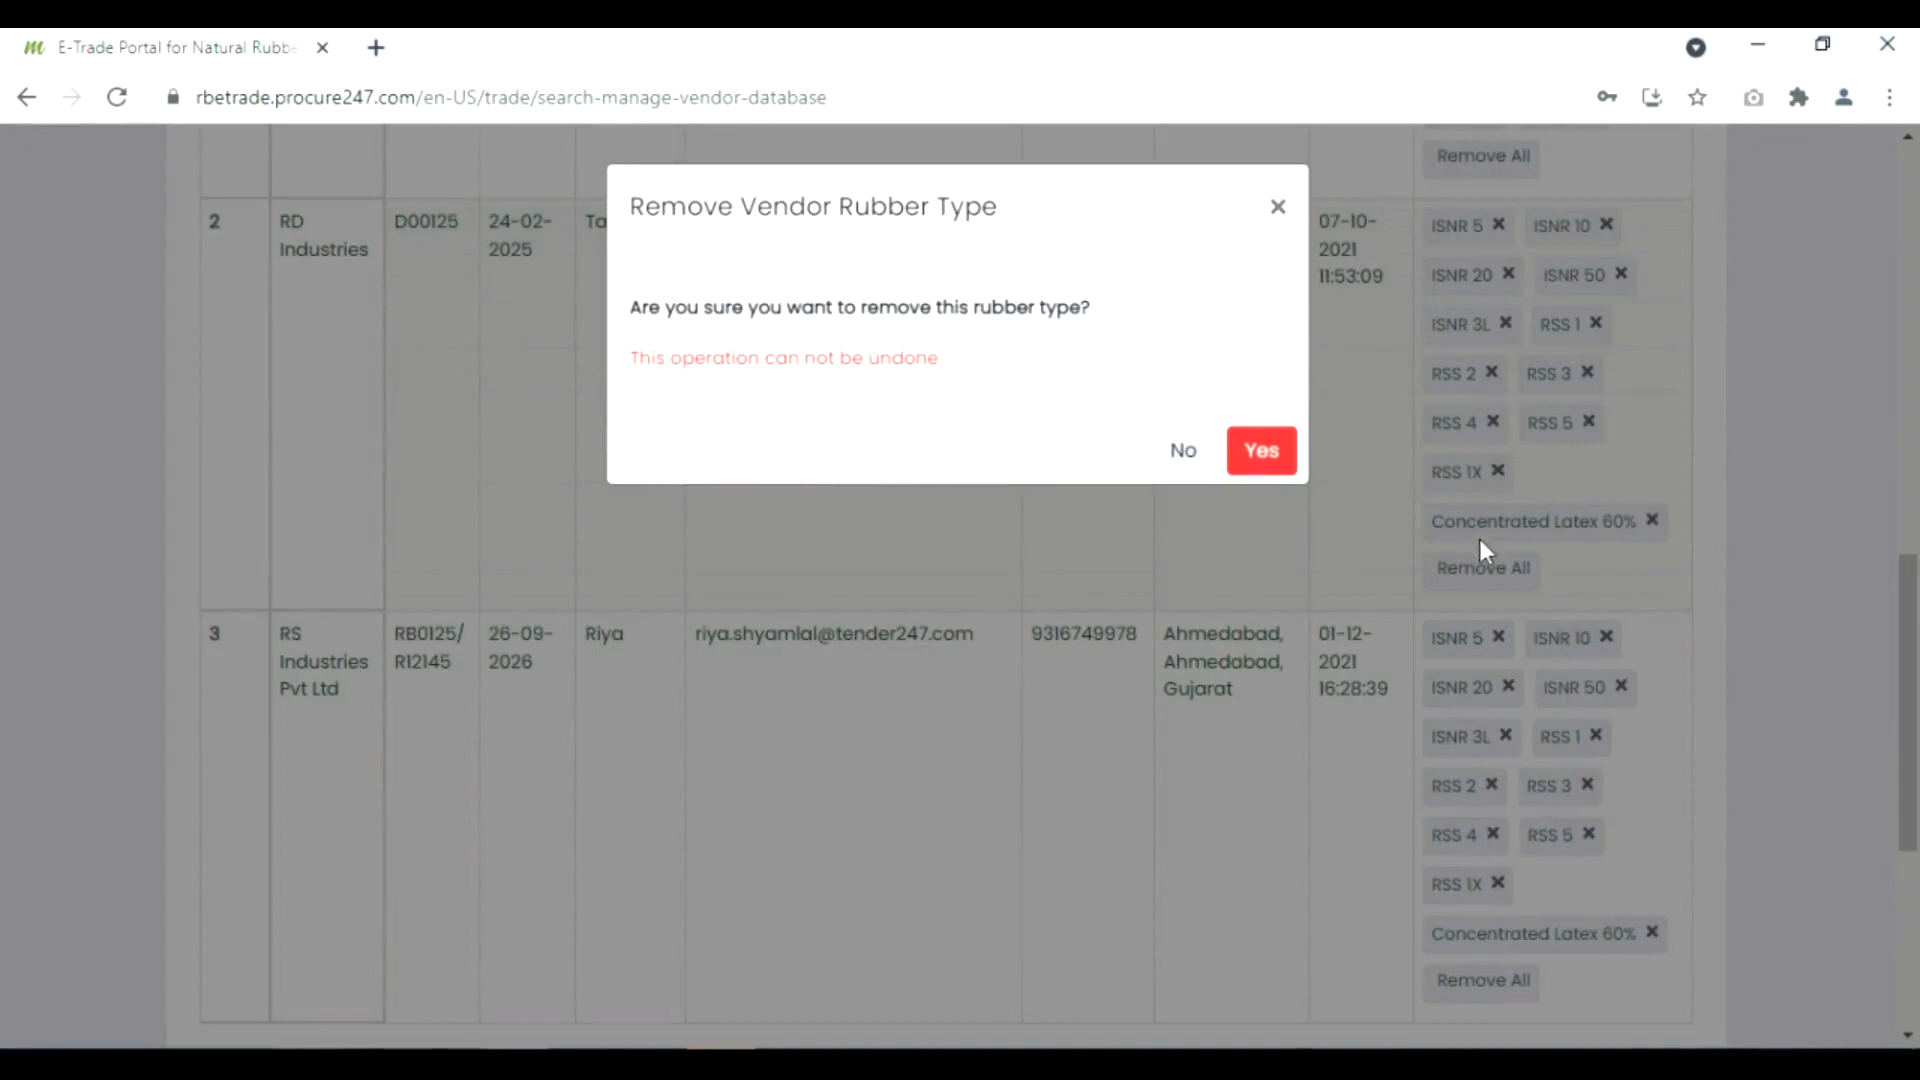 E-Trade Portal for Natural Rubb
rbetrade.procure247.com/en-US/trade/search-manage-vendor-database
Remove All
Remove Vendor Rubber Type
Are you sure you want to remove this rubber type?
This operation can not be undone
No Yes
2 RD D00125 24-02- Ta 07-10- ISNR 5 ISNR 10
Industries 2025 2021
11:53:09 ISNR 20 ISNR 50
ISNR 3L RSS 1
RSS 2 RSS 3
RSS 4 RSS 5
RSS 1X
Concentrated Latex 60%
Remove All
3 RS RB0125/ 26-09- Riya riya.shyamlal@tender247.com 9316749978 Ahmedabad, 01-12- ISNR 5 ISNR 10
Industries R12145 2026 Ahmedabad, 2021
Pvt Ltd Gujarat 16:28:39 ISNR 20 ISNR 50
ISNR 3L RSS 1
RSS 2 RSS 3
RSS 4 RSS 5
RSS 1X
Concentrated Latex 60%
Remove All